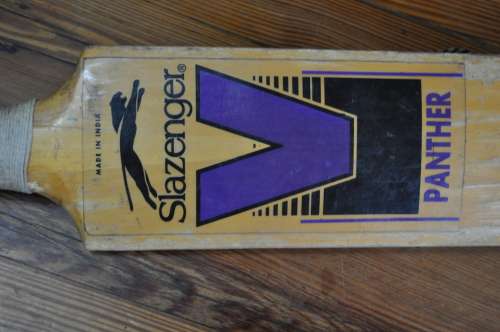 MADE IN INDIA
Slazenger®
V
PANTHER